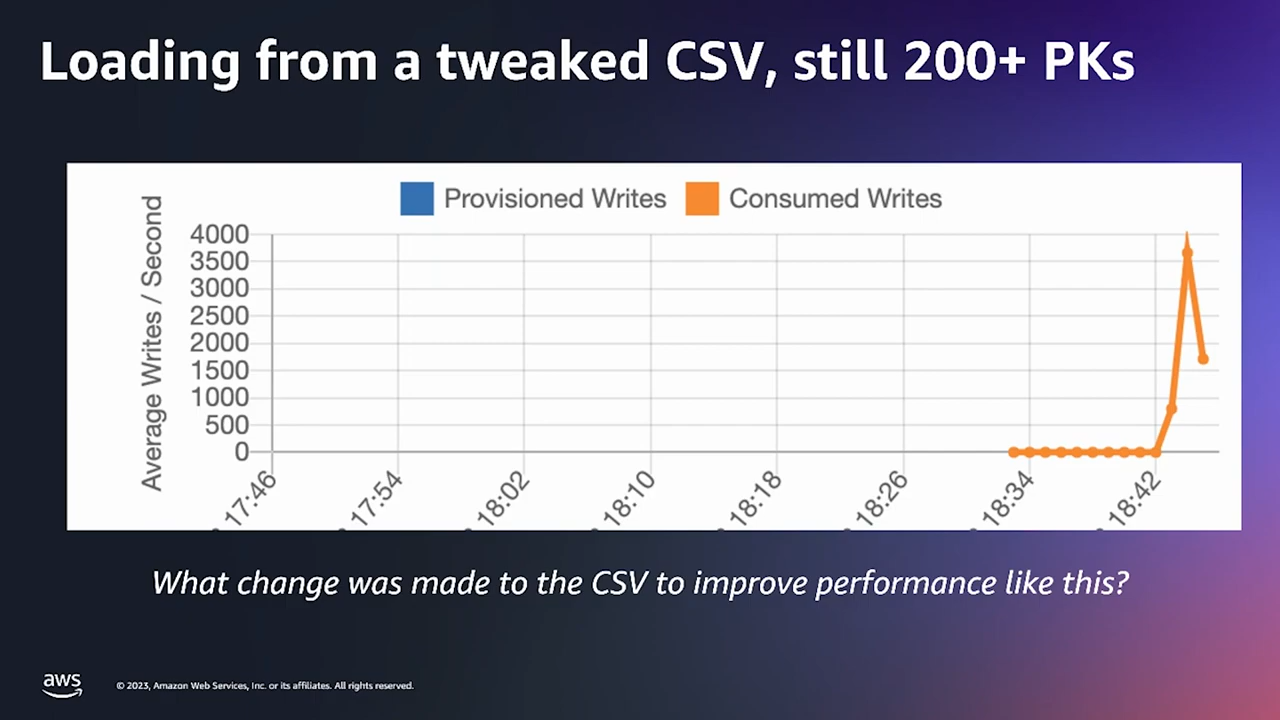 Loading from a tweaked CSV, still 200+ PKs
Provisioned Writes
Consumed Writes
Average Writes / Second
4000
3500
3000
2500
2000
1500
1000
500
0
17:46
17:54
18:02
18:10
18:18
18:26
18:34
18:42
What change was made to the CSV to improve performance like this?
aws
© 2023, Amazon Web Services, Inc. or its affiliates. All rights reserved.